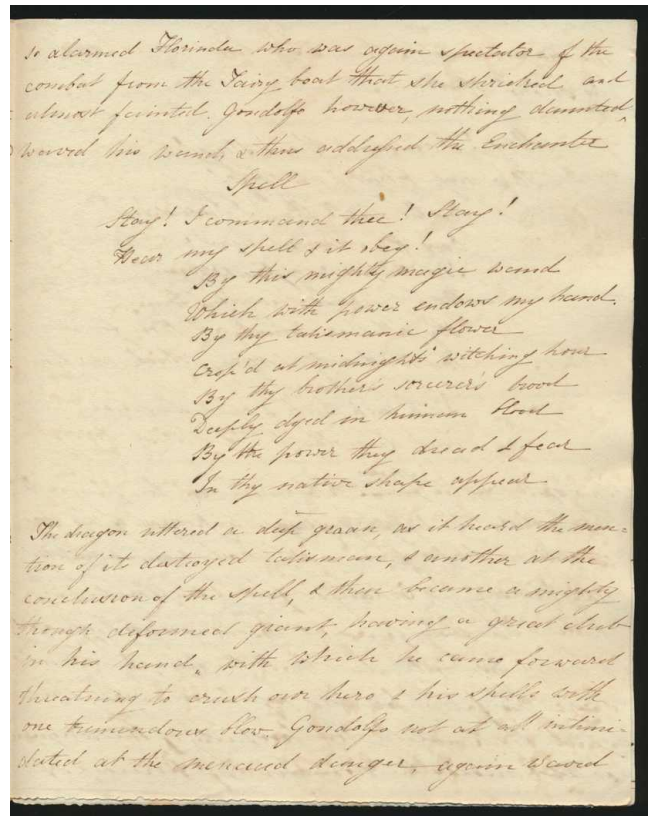 so alarmed Florinda who was again spectator of the
combat from the Fairy boat that she shrieked and
almost fainted. Gondolfo however, nothing daunted,
waved his wand, & thus addressed the Enchanter
Spell
Stay! I command thee! Stay!
Hear my spell & it obey!
By this mighty magic wand
Which with power endows my hand.
By thy talismanic flower
Crop'd at midnights witching hour
By thy brother's sorcerer's brood
Deeply dyed in human blood
By the power they dread & fear
In thy native shape appear
The dragon uttered a deep groan, as it heard the men-
tion of its destroyed talisman, & another at the
conclusion of the spell, & then became a mighty
though deformed giant, having a great club
in his hand, with which he came forward
threatning to crush our hero & his spells with
one tremendous blow. Gondolfo not at all intimi-
dated at the menaced danger, again waved